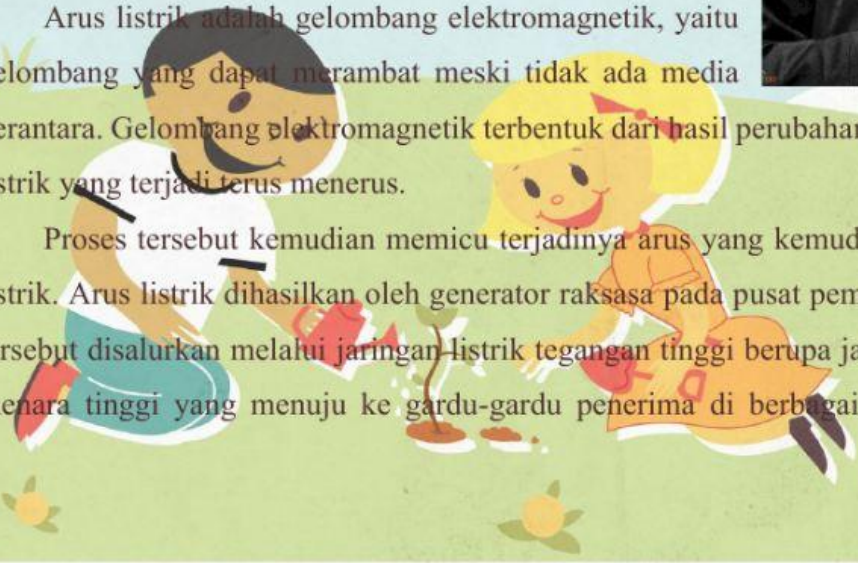 Arus listrik adalah gelombang elektromagnetik, yaitu
elombang yang dapat merambat meski tidak ada media
erantara. Gelombang elektromagnetik terbentuk dari hasil perubahan
strik yang terjadi terus menerus.
Proses tersebut kemudian memicu terjadinya arus yang kemud
strik. Arus listrik dihasilkan oleh generator raksasa pada pusat pem
ersebut disalurkan melalui jaringan listrik tegangan tinggi berupa ja
enara tinggi yang menuju ke gardu-gardu penerima di berbagai